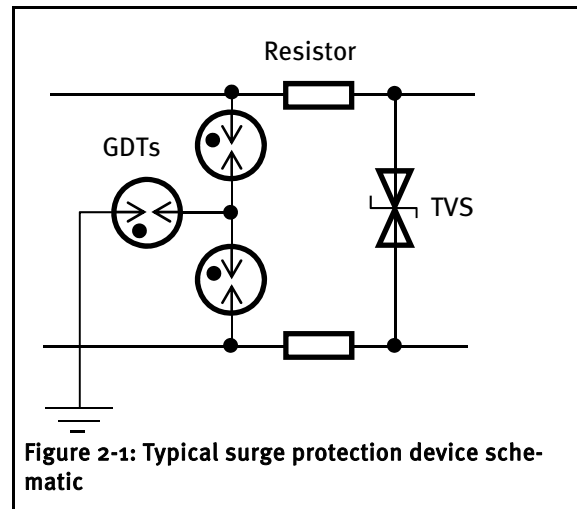 Resistor
GDTs
TVS
Figure 2-1: Typical surge protection device sche-
matic